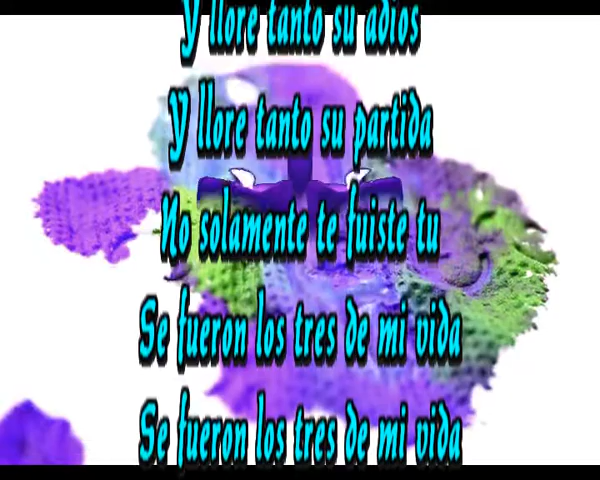 Y llore tanto su adios
Y llore tanto su partida
No solamente te fuiste tu
Se fueron los tres de mi vida
Se fueron los tres de mi vida